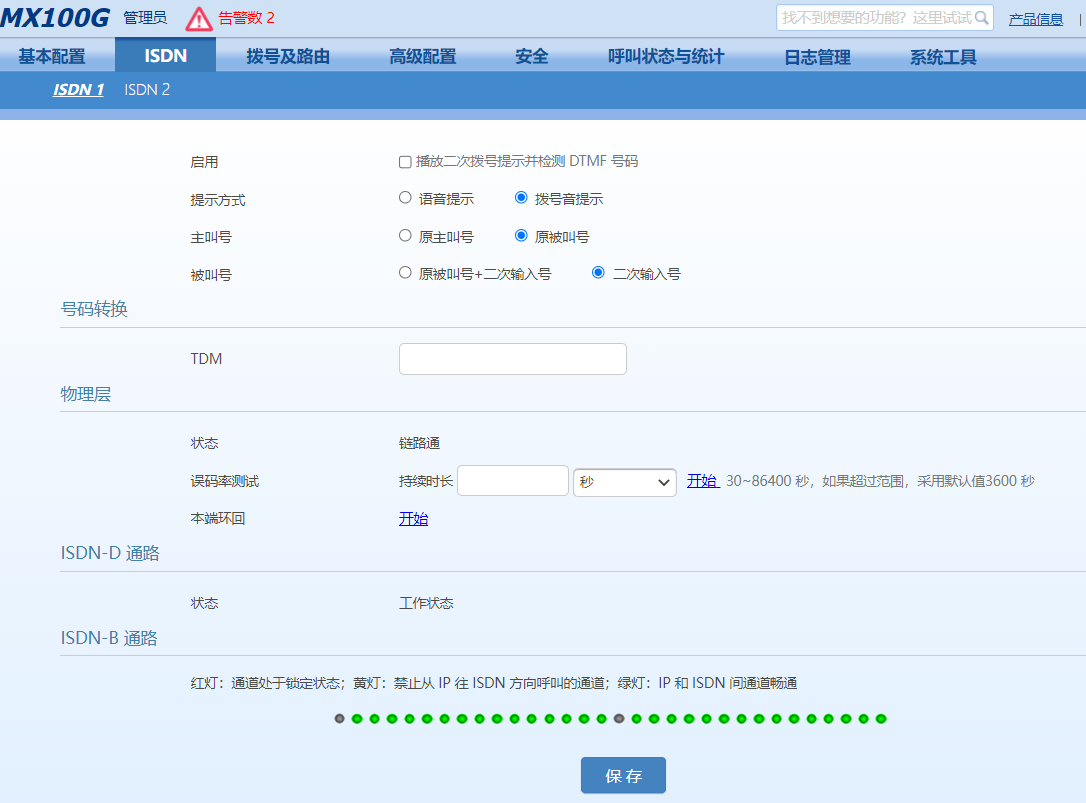 MX100G 管理员 告警数 2 找不到想要的功能？这里试试 产品信息 |
基本配置 ISDN 拨号及路由 高级配置 安全 呼叫状态与统计 日志管理 系统工具
ISDN 1 ISDN 2
启用 播放二次拨号提示并检测 DTMF 号码
提示方式 语音提示 拨号音提示
主叫号 原主叫号 原被叫号
被叫号 原被叫号+二次输入号 二次输入号
号码转换
TDM
物理层
状态 链路通
误码率测试 持续时长 秒 开始 30~86400 秒，如果超过范围，采用默认值3600 秒
本端环回 开始
ISDN-D 通路
状态 工作状态
ISDN-B 通路
红灯：通道处于锁定状态；黄灯：禁止从 IP 往 ISDN 方向呼叫的通道；绿灯：IP 和 ISDN 间通道畅通
保存